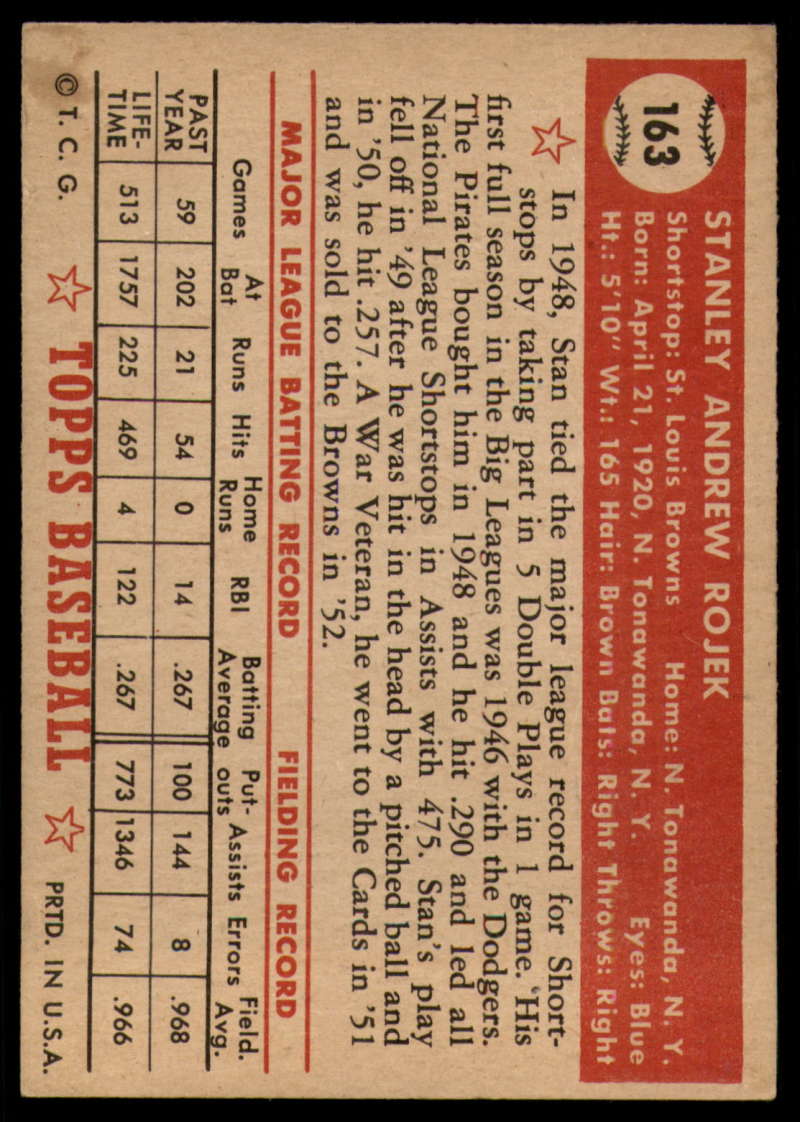 163
STANLEY ANDREW ROJEK
Shortstop: St. Louis Browns Home: N. Tonawanda, N. Y.
Born: April 21, 1920, N. Tonawanda, N. Y. Eyes: Blue
Ht.: 5'10" Wt.: 165 Hair: Brown Bats: Right Throws: Right
In 1948, Stan tied the major league record for Short-
stops by taking part in 5 Double Plays in 1 game. His
first full season in the Big Leagues was 1946 with the Dodgers.
The Pirates bought him in 1948 and he hit .290 and led all
National League Shortstops in Assists with 475. Stan's play
fell off in '49 after he was hit in the head by a pitched ball and
in '50, he hit .257. A War Veteran, he went to the Cards in '51
and was sold to the Browns in '52.
MAJOR LEAGUE BATTING RECORD FIELDING RECORD
Games At Bat Runs Hits Home Runs RBI Batting Average Put-outs Assists Errors Field. Avg.
PAST YEAR 59 202 21 54 0 14 .267 100 144 8 .968
LIFE-TIME 513 1757 225 469 4 122 .267 773 1346 74 .966
© T. C. G. TOPPS BASEBALL PRTD. IN U.S.A.